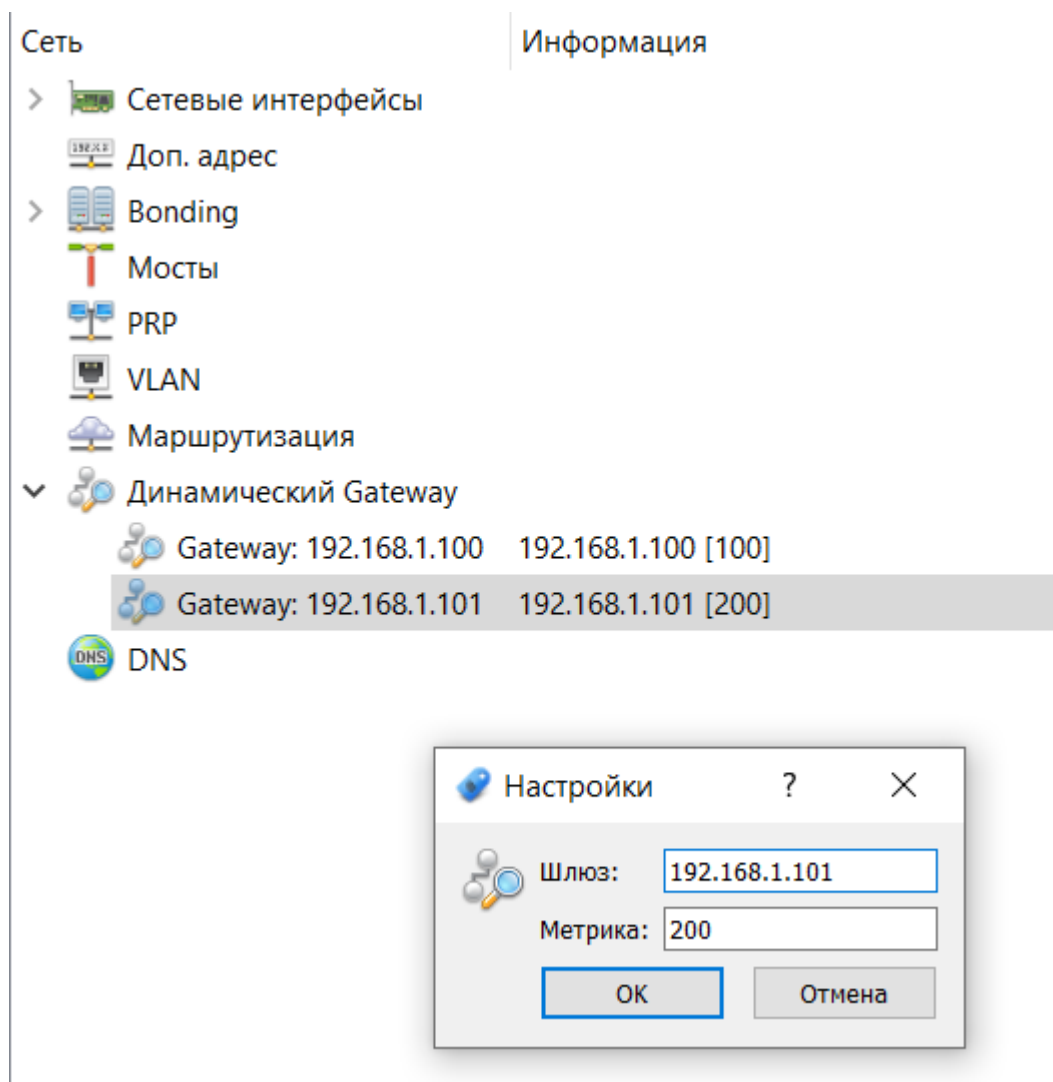 Сеть Информация
Сетевые интерфейсы
Доп. адрес
Bonding
Мосты
PRP
VLAN
Маршрутизация
Динамический Gateway
Gateway: 192.168.1.100 192.168.1.100 [100]
Gateway: 192.168.1.101 192.168.1.101 [200]
DNS
Настройки ?
Шлюз: 192.168.1.101
Метрика: 200
ОК Отмена